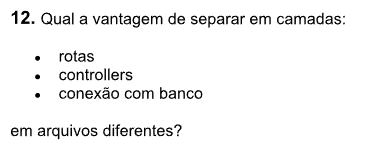 12. Qual a vantagem de separar em camadas:
• rotas
• controllers
• conexão com banco
em arquivos diferentes?